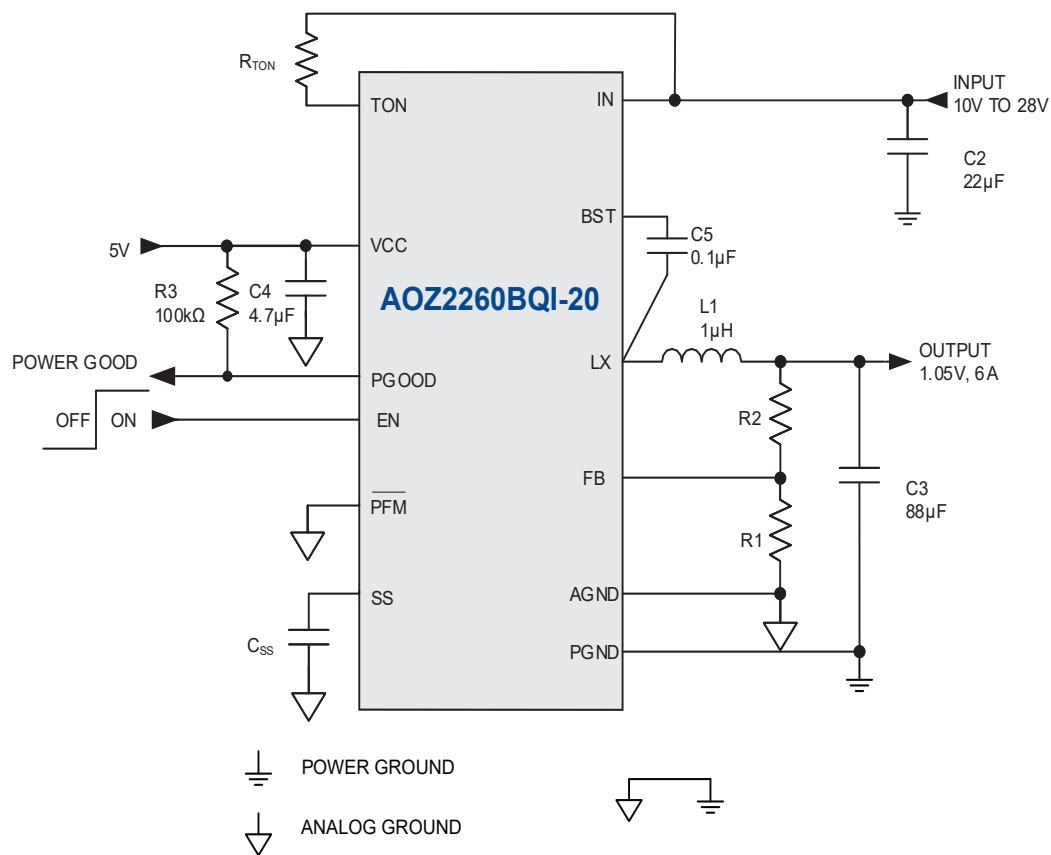 R_TON
TON
IN
INPUT
10V TO 28V
C2
22µF
BST
C5
0.1µF
5V
VCC
R3
100kΩ
C4
4.7µF
AOZ2260BQI-20
L1
1µH
LX
OUTPUT
1.05V, 6A
POWER GOOD
PGOOD
OFF
ON
EN
R2
FB
C3
88µF
PFM
R1
SS
AGND
C_SS
PGND
POWER GROUND
ANALOG GROUND